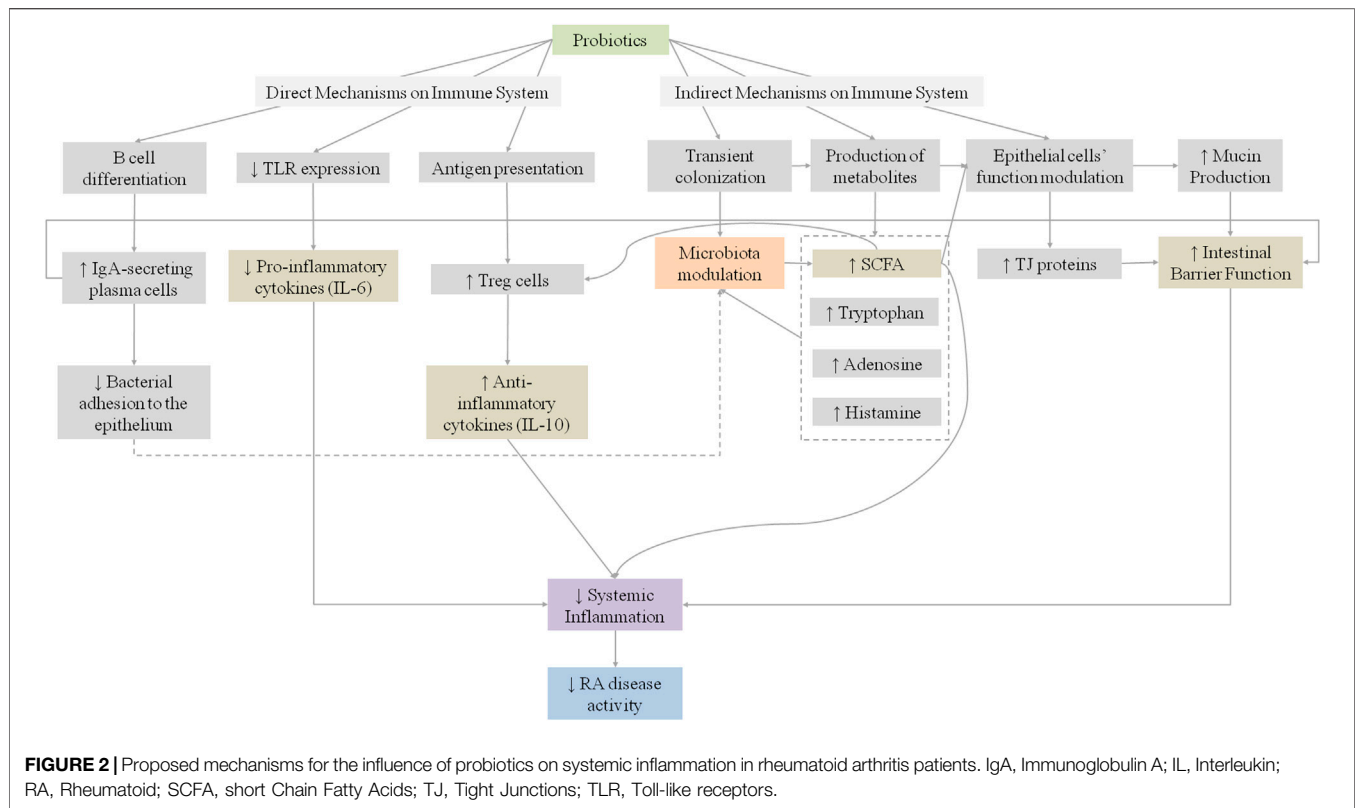 Probiotics
Direct Mechanisms on Immune System
Indirect Mechanisms on Immune System
B cell
differentiation
↓ TLR expression
Antigen presentation
Transient
colonization
Production of
metabolites
Epithelial cells’
function modulation
↑ Mucin
Production
↑ IgA-secreting
plasma cells
↓ Pro-inflammatory
cytokines (IL-6)
↑ Treg cells
Microbiota
modulation
↑ SCFA
↑ TJ proteins
↑ Intestinal
Barrier Function
↑ Tryptophan
↑ Adenosine
↑ Histamine
↓ Bacterial
adhesion to the
epithelium
↑ Anti-
inflammatory
cytokines (IL-10)
↓ Systemic
Inflammation
↓ RA disease
activity
FIGURE 2 | Proposed mechanisms for the influence of probiotics on systemic inflammation in rheumatoid arthritis patients. IgA, Immunoglobulin A; IL, Interleukin;
RA, Rheumatoid; SCFA, short Chain Fatty Acids; TJ, Tight Junctions; TLR, Toll-like receptors.